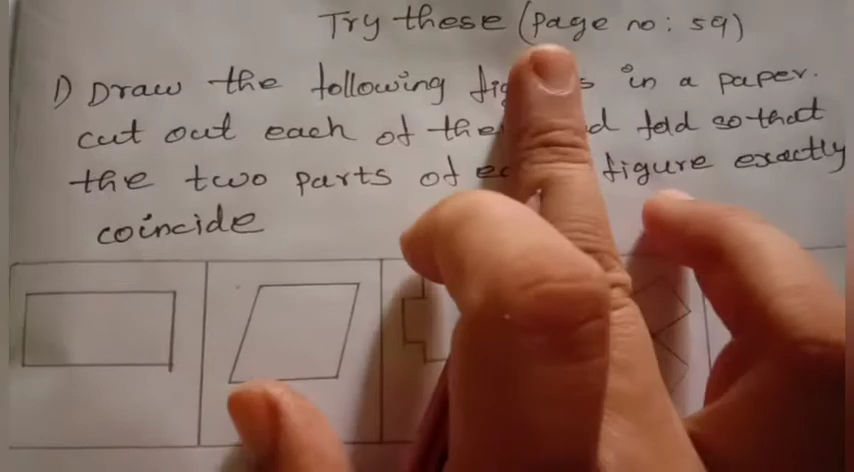 Try these (page no: 59)
1) Draw the following in a paper.
cut out each of fold so that
the two parts of figure exactly
coincide